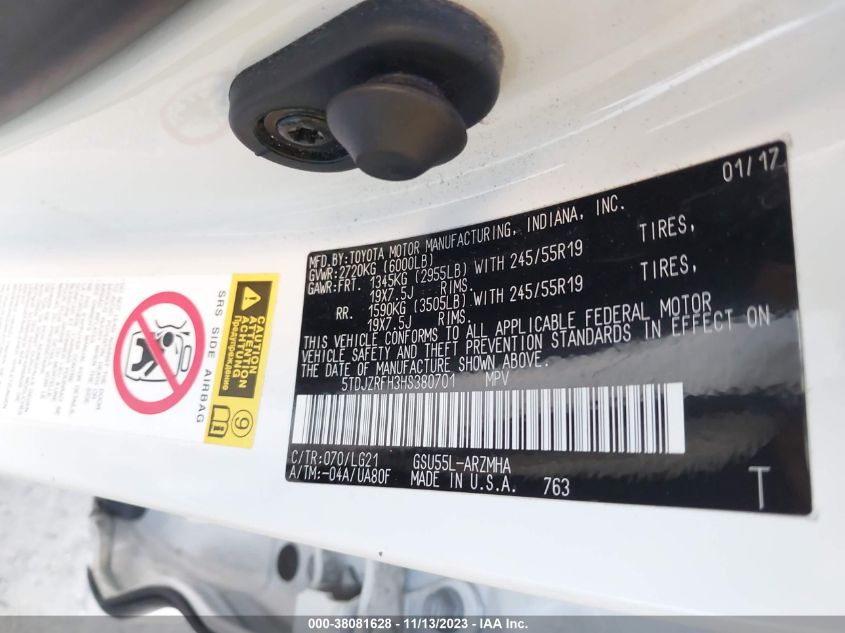 01/17
MFD.BY:TOYOTA MOTOR MANUFACTURING, INDIANA, INC.
GVWR:2720KG (6000LB)
GAWR:FRT. 1345KG (2955LB) WITH 245/55R19 TIRES,
19X7.5J RIMS.
RR. 1590KG (3505LB) WITH 245/55R19 TIRES,
19X7.5J RIMS.
THIS VEHICLE CONFORMS TO ALL APPLICABLE FEDERAL MOTOR
VEHICLE SAFETY AND THEFT PREVENTION STANDARDS IN EFFECT ON
THE DATE OF MANUFACTURE SHOWN ABOVE.
5TDJZRFH3HS380701 MPV
C/TR:070/LG21 GSU55L-ARZMHA
A/TM:-04A/UA80F MADE IN U.S.A. 763
T
CAUTION
ATTENTION
ACHTUNG
Предупреждение
9
SRS SIDE AIRBAG
000-38081628 - 11/13/2023 - IAA Inc.